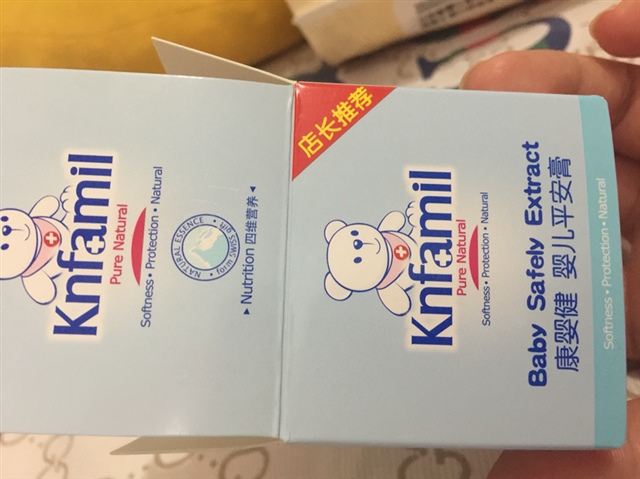 Knfamil
Pure Natural
Softness • Protection • Natural
NATURAL ESSENCE
▸ Nutrition 四维营养 ◂
店长推荐
Knfamil
Pure Natural
Softness • Protection • Natural
Baby Safely Extract
康婴健 婴儿平安膏
Softness • Protection • Natural